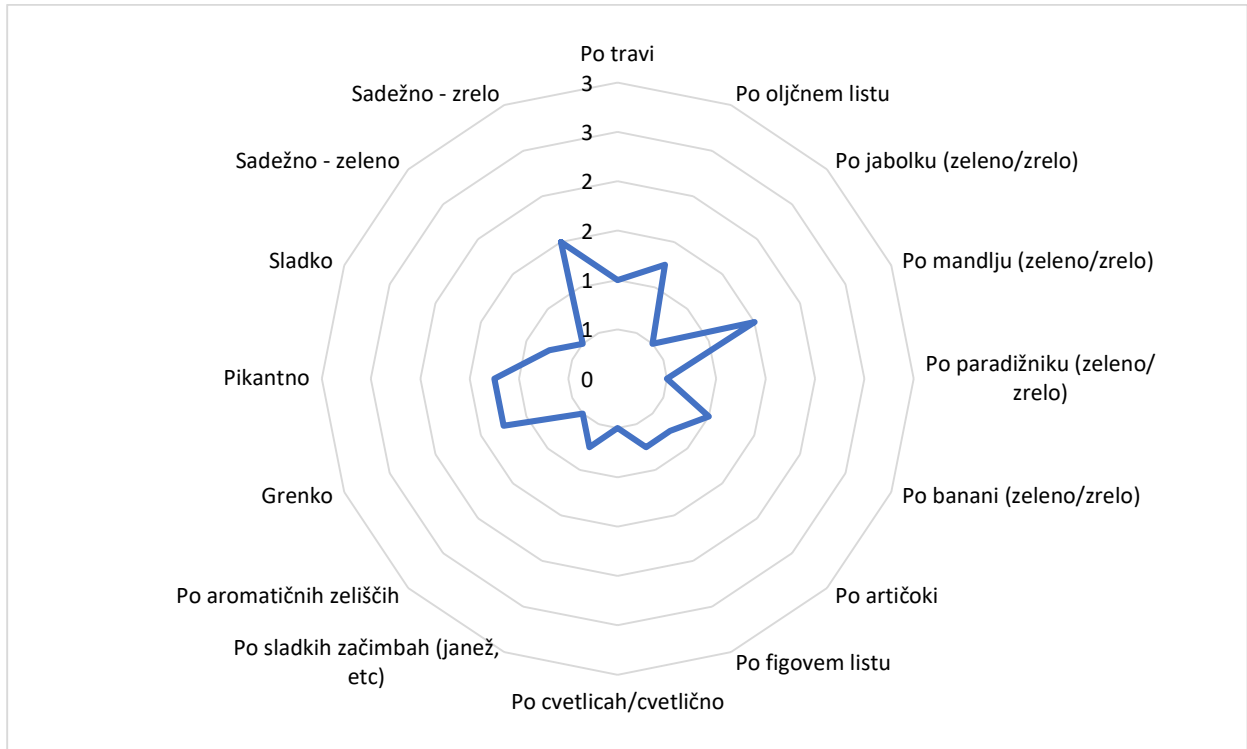 Po travi
3
Sadežno - zrelo
Po oljčnem listu
3
Sadežno - zeleno
Po jabolku (zeleno/zrelo)
2
2
Sladko
Po mandlju (zeleno/zrelo)
1
1
Pikantno
0
Po paradižniku (zeleno/
zrelo)
Grenko
Po banani (zeleno/zrelo)
Po aromatičnih zeliščih
Po artičoki
Po sladkih začimbah (janež,
etc)
Po figovem listu
Po cvetlicah/cvetlično